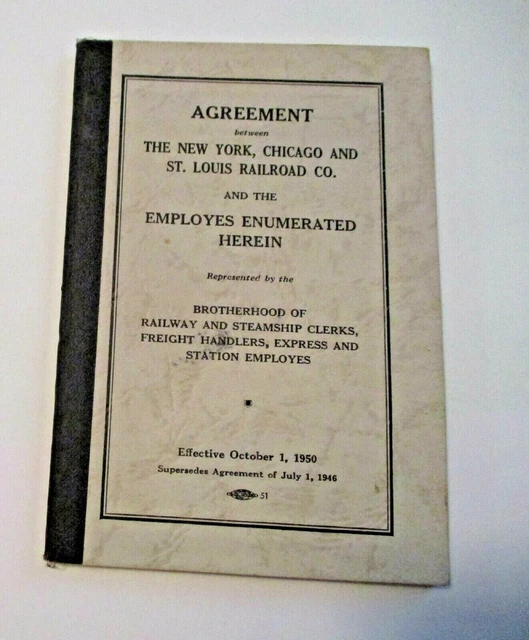 AGREEMENT
between
THE NEW YORK, CHICAGO AND
ST. LOUIS RAILROAD CO.
AND THE
EMPLOYES ENUMERATED
HEREIN
Represented by the
BROTHERHOOD OF
RAILWAY AND STEAMSHIP CLERKS,
FREIGHT HANDLERS, EXPRESS AND
STATION EMPLOYES
Effective October 1, 1950
Supersedes Agreement of July 1, 1946
51